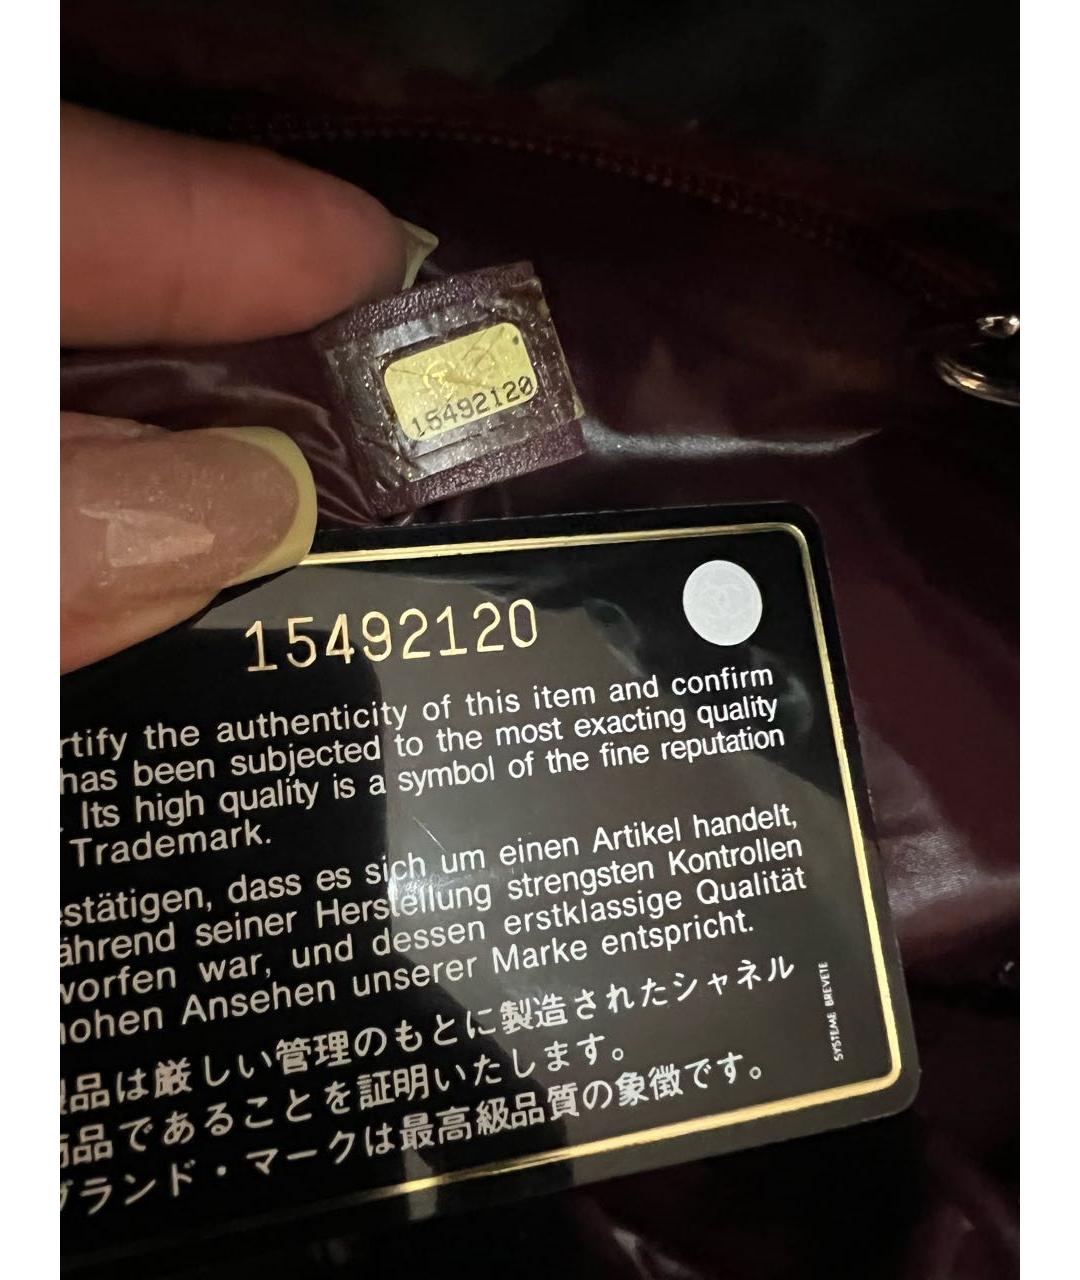 15492120
15492120
rtify the authenticity of this item and confirm
has been subjected to the most exacting quality
. Its high quality is a symbol of the fine reputation
Trademark.
estätigen, dass es sich um einen Artikel handelt,
ährend seiner Herstellung strengsten Kontrollen
vorfen war, und dessen erstklassige Qualität
hohen Ansehen unserer Marke entspricht.
品は厳しい管理のもとに製造されたシャネル
品であることを証明いたします。
ブランド・マークは最高級品質の象徴です。
SYSTEME BREVETE